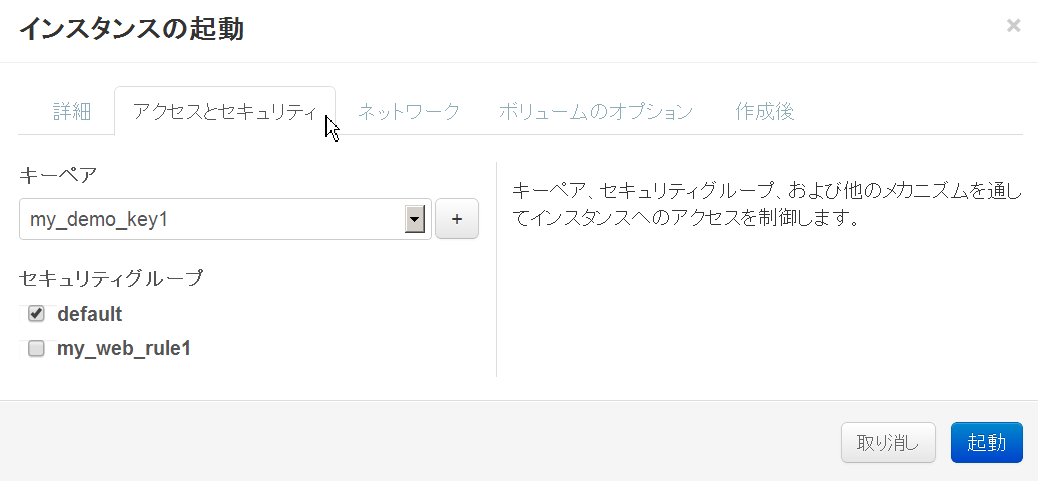 インスタンスの起動
×
詳細
アクセスとセキュリティ
ネットワーク
ボリュームのオプション
作成後
キーペア
my_demo_key1
+
セキュリティグループ
default
my_web_rule1
キーペア、セキュリティグループ、および他のメカニズムを通し
てインスタンスへのアクセスを制御します。
取り消し
起動